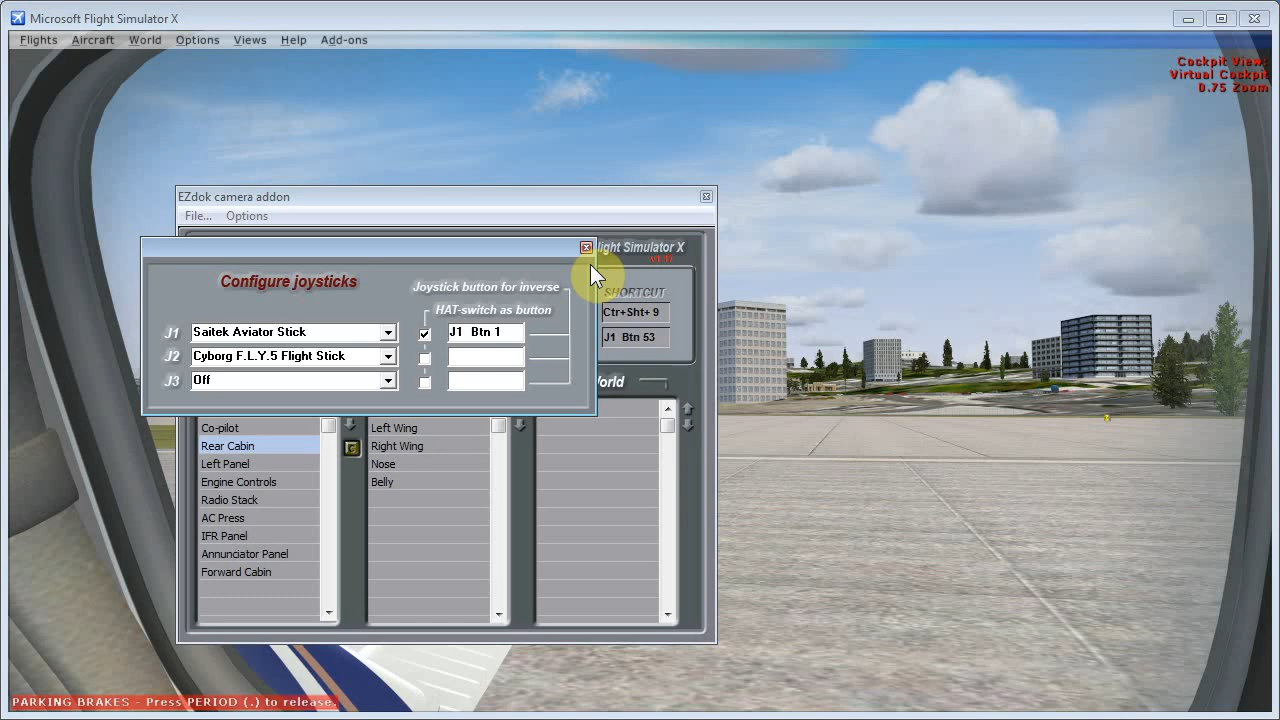 Microsoft Flight Simulator X
Flights Aircraft World Options Views Help Add-ons
Cockpit View:
Virtual Cockpit
0.75 Zoom
EZdok camera addon
File... Options
light Simulator X
Configure joysticks
Joystick button for inverse
HAT-switch as button
SHORTCUT
Ctr+Sht+ 9
J1 Btn 53
J1 Saitek Aviator Stick J1 Btn 1
J2 Cyborg F.L.Y.5 Flight Stick
J3 Off
World
Co-pilot Left Wing
Rear Cabin Right Wing
Left Panel Nose
Engine Controls Belly
Radio Stack
AC Press
IFR Panel
Annunciator Panel
Forward Cabin
PARKING BRAKES - Press PERIOD (.) to release.